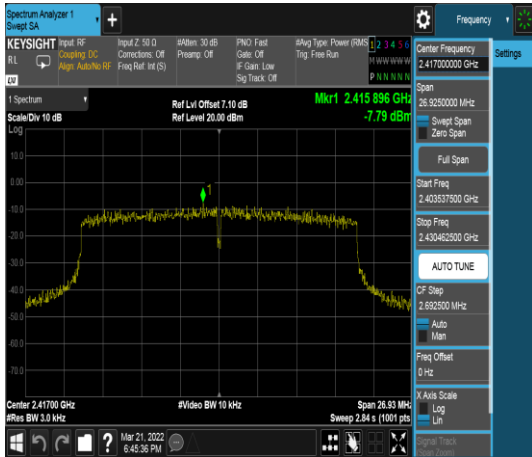 Spectrum Analyzer 1
Swept SA
Frequency
KEYSIGHT
RL
Input: RF
Coupling: DC
Align: Auto/No RF
Input Z: 50 Ω
Corrections: Off
Freq Ref: Int (S)
#Atten: 30 dB
Preamp: Off
PNO: Fast
Gate: Off
IF Gain: Low
Sig Track: Off
#Avg Type: Power (RMS
Trig: Free Run
1 2 3 4 5 6
M W W W W W
P N N N N N
LXI
1 Spectrum
Scale/Div 10 dB
Log
Ref Lvl Offset 7.10 dB
Ref Level 20.00 dBm
Mkr1 2.415 896 GHz
-7.79 dBm
10.0
0.00
-10.0
-20.0
-30.0
-40.0
-50.0
-60.0
-70.0
1
Center 2.41700 GHz
#Res BW 3.0 kHz
#Video BW 10 kHz
Span 26.93 MHz
Sweep 2.84 s (1001 pts
Mar 21, 2022
6:45:36 PM
Center Frequency
2.417000000 GHz
Span
26.9250000 MHz
Swept Span
Zero Span
Full Span
Start Freq
2.403537500 GHz
Stop Freq
2.430462500 GHz
AUTO TUNE
CF Step
2.692500 MHz
Auto
Man
Freq Offset
0 Hz
X Axis Scale
Log
Lin
Signal Track
(Span Zoom)
Settings